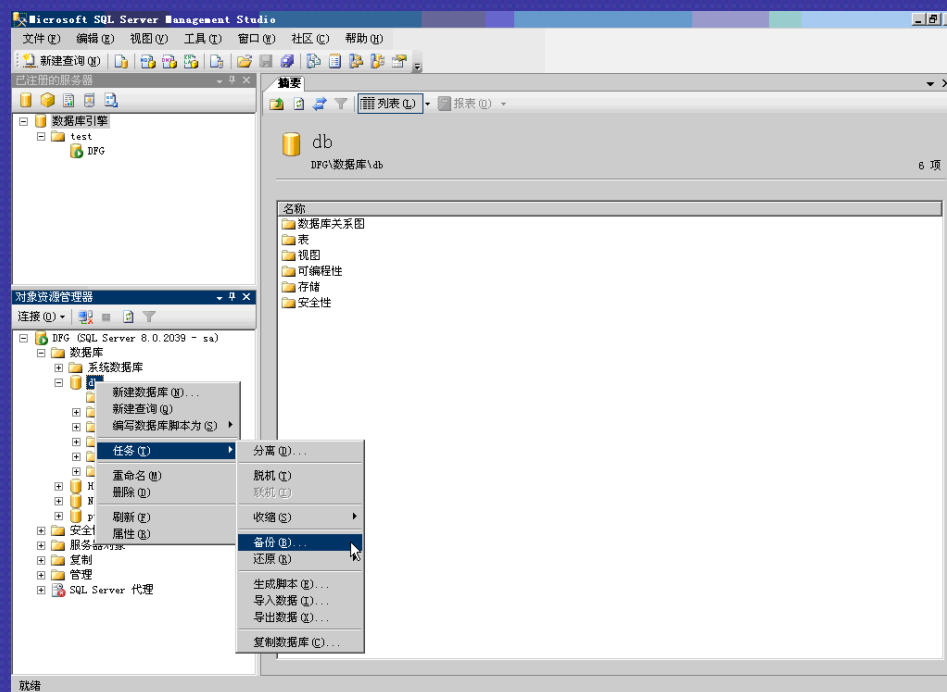 Microsoft SQL Server Management Studio
文件(F) 编辑(E) 视图(V) 工具(T) 窗口(W) 社区(C) 帮助(H)
新建查询(N)
已注册的服务器
数据库引擎
test
DFG
摘要
列表(L) 报表(O)
db
DFG\数据库\db
6 项
名称
数据库关系图
表
视图
可编程性
存储
安全性
对象资源管理器
连接(O)
DFG (SQL Server 8.0.2039 - sa)
数据库
系统数据库
新建数据库(N)...
新建查询(Q)
编写数据库脚本为(S)
任务(T)
重命名(M)
删除(D)
刷新(F)
属性(R)
分离(D)...
脱机(T)
联机(I)
收缩(S)
备份(B)...
还原(R)
生成脚本(E)...
导入数据(I)...
导出数据(X)...
复制数据库(C)...
H
N
服务器对象
复制
管理
SQL Server 代理
就绪